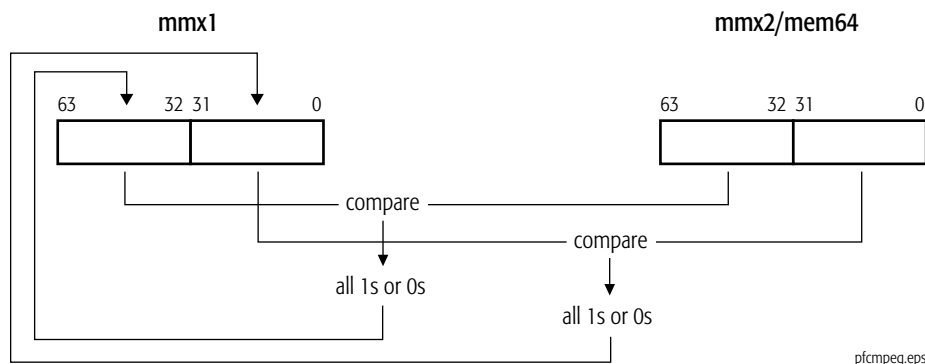 mmx1 mmx2/mem64
63 32 31 0 63 32 31 0
compare
compare
all 1s or 0s
all 1s or 0s
pfcmpeq.eps